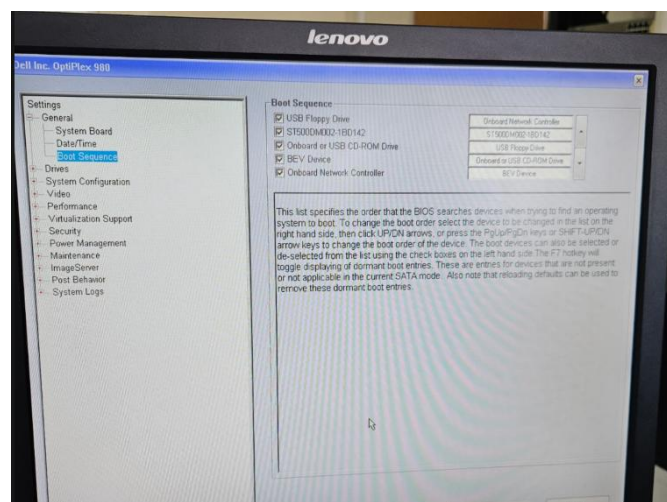 lenovo
Dell Inc. OptiPlex 980
Settings
General
System Board
Date/Time
Boot Sequence
Drives
System Configuration
Video
Performance
Virtualization Support
Security
Power Management
Maintenance
ImageServer
Post Behavior
System Logs
Boot Sequence
USB Floppy Drive
ST500DM002-1BD142
Onboard or USB CD-ROM Drive
BEV Device
Onboard Network Controller
Onboard Network Controller
ST500DM002-1BD142
USB Floppy Drive
Onboard or USB CD-ROM Drive
BEV Device
This list specifies the order that the BIOS searches devices when trying to find an operating
system to boot. To change the boot order select the device to be changed in the list on the
right hand side, then click UP/DN arrows, or press the PgUp/PgDn keys or SHIFT-UP/DN
arrow keys to change the boot order of the device. The boot devices can also be selected or
de-selected from the list using the check boxes on the left hand side.The F7 hotkey will
toggle displaying of dormant boot entries. These are entries for devices that are not present
or not applicable in the current SATA mode. Also note that reloading defaults can be used to
remove these dormant boot entries.